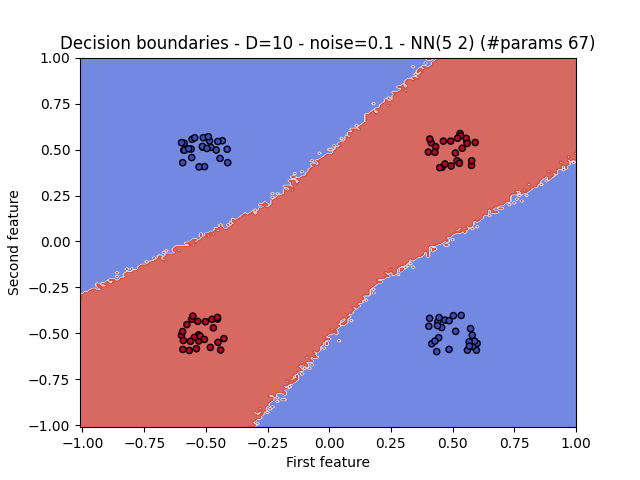 Decision boundaries - D=10 - noise=0.1 - NN(5 2) (#params 67)
1.00
0.75
0.50
0.25
0.00
−0.25
−0.50
−0.75
−1.00
Second feature
−1.00 −0.75 −0.50 −0.25 0.00 0.25 0.50 0.75 1.00
First feature